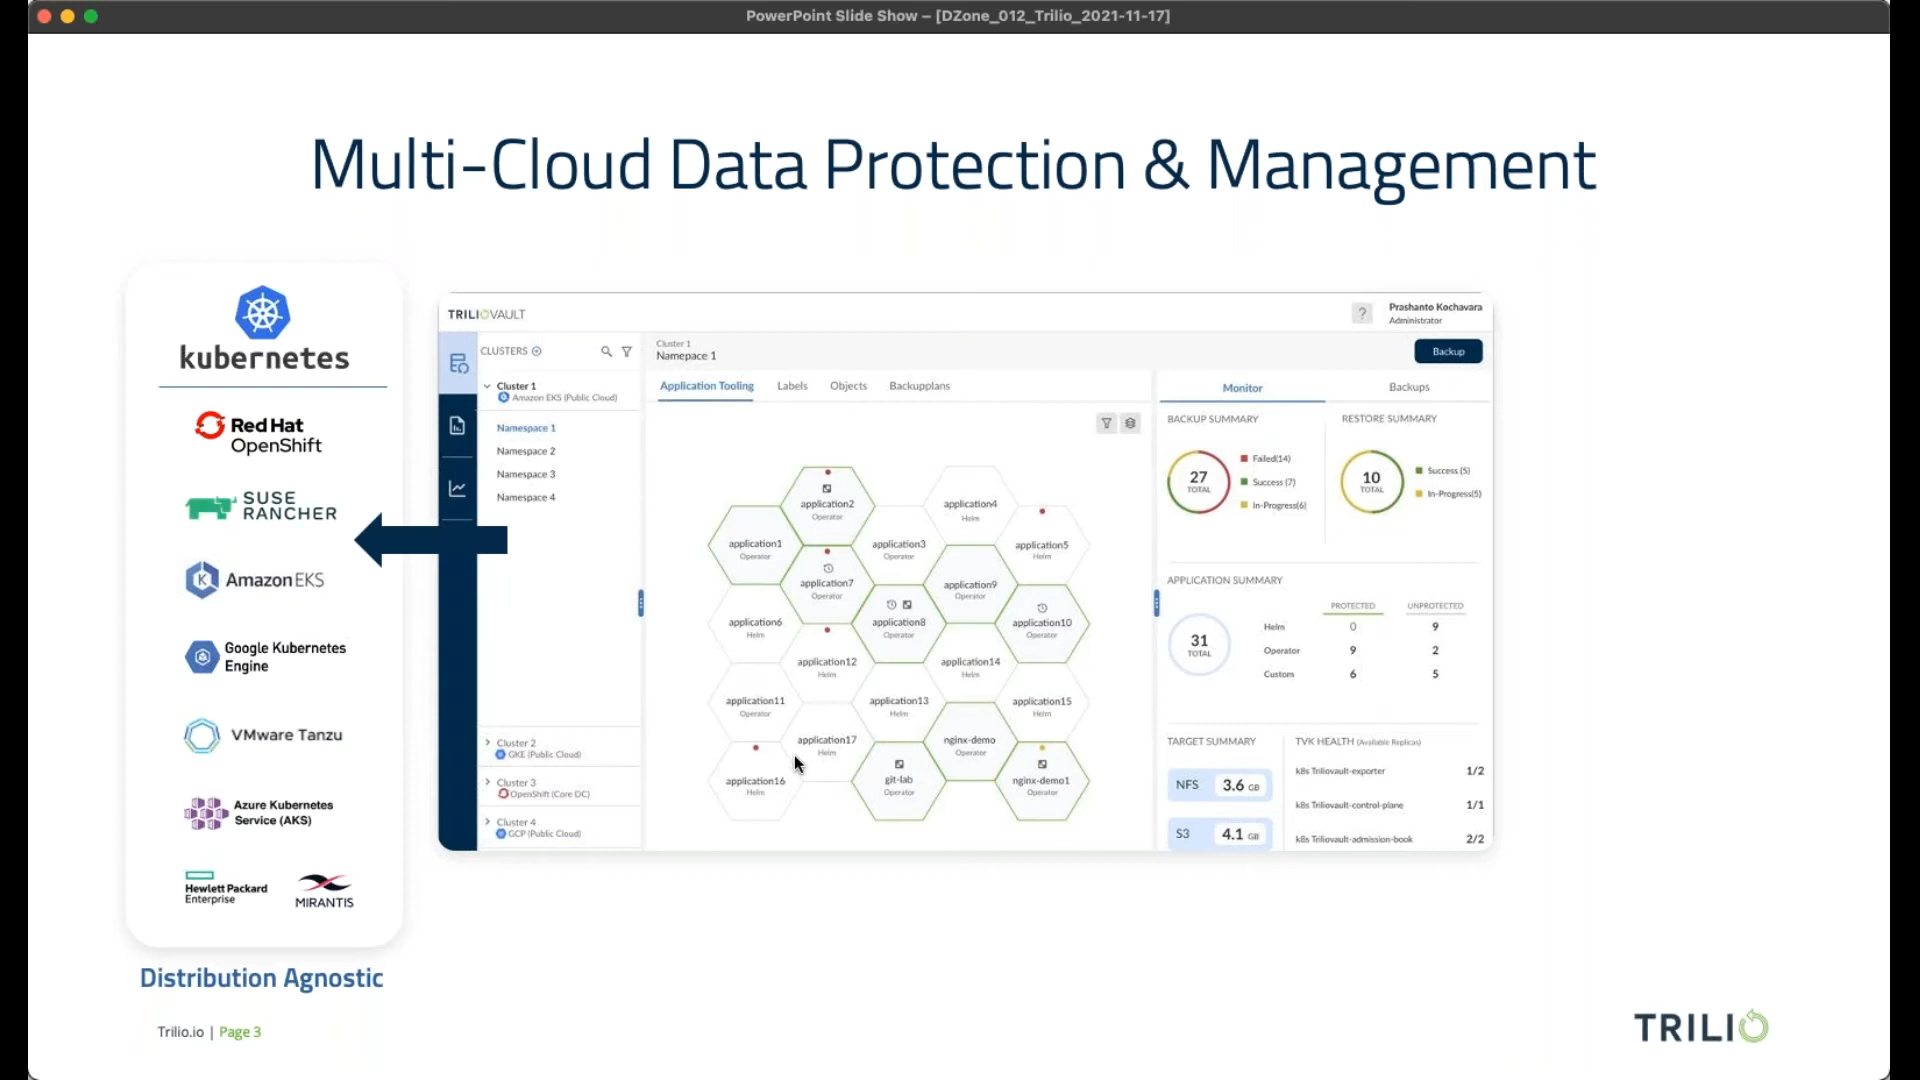 PowerPoint Slide Show – [DZone_012_Trilio_2021-11-17]
Multi-Cloud Data Protection & Management
kubernetes
Red Hat
OpenShift
SUSE
RANCHER
Amazon EKS
Google Kubernetes
Engine
VMware Tanzu
Azure Kubernetes
Service (AKS)
Hewlett Packard
Enterprise
MIRANTIS
Distribution Agnostic
TRILIOVAULT
?
Prashanto Kochavara
Administrator
CLUSTERS
Cluster 1
Amazon EKS (Public Cloud)
Namespace 1
Namespace 2
Namespace 3
Namespace 4
Cluster 2
GKE (Public Cloud)
Cluster 3
OpenShift (Core DC)
Cluster 4
GCP (Public Cloud)
Cluster 1
Namepace 1
Backup
Application Tooling
Labels
Objects
Backupplans
application2
Operator
application4
Helm
application1
Operator
application3
Operator
application5
Helm
application7
Operator
application9
Operator
application6
Helm
application8
Operator
application10
Operator
application12
Helm
application14
Helm
application11
Operator
application13
Helm
application15
Helm
application17
Helm
nginx-demo
Operator
application16
Helm
git-lab
Operator
nginx-demo1
Operator
Monitor
Backups
BACKUP SUMMARY
27
TOTAL
Failed(14)
Success (7)
In-Progress(6)
RESTORE SUMMARY
10
TOTAL
Success (5)
In-Progress(5)
APPLICATION SUMMARY
31
TOTAL
PROTECTED UNPROTECTED
Helm 0 9
Operator 9 2
Custom 6 5
TARGET SUMMARY
NFS 3.6 GB
S3 4.1 GB
TVK HEALTH (Available Replicas)
k8s Triliovault-exporter 1/2
k8s Triliovault-control-plane 1/1
k8s Triliovault-admission-book 2/2
Trilio.io | Page 3
TRILIO